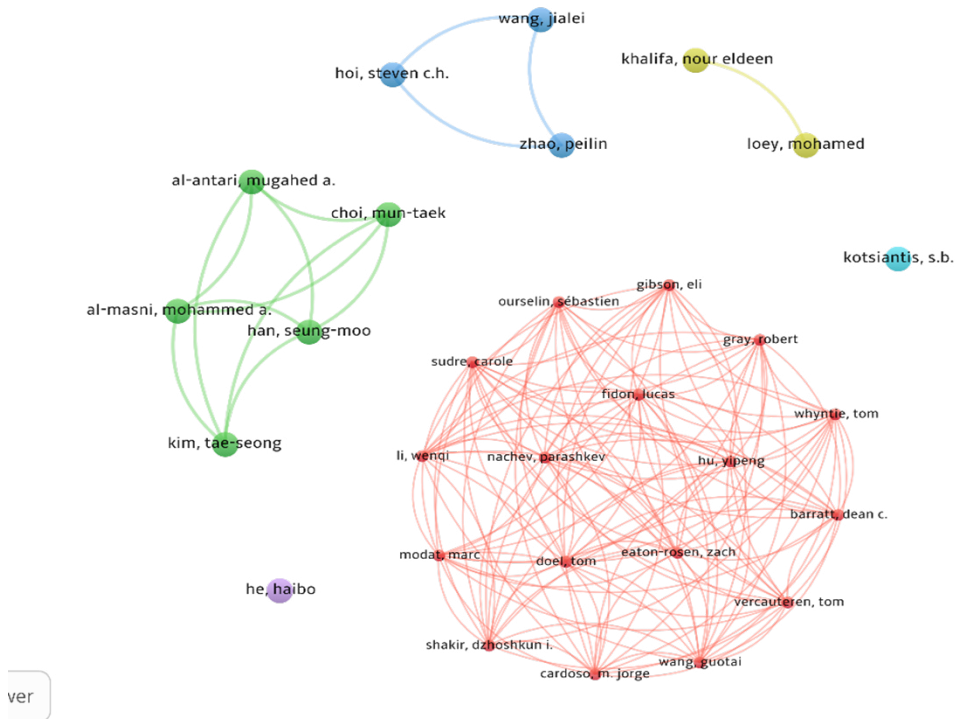 wang, jialei
khalifa, nour eldeen
hoi, steven c.h.
zhao, peilin
loey, mohamed
al-antari, mugahed a.
choi, mun-taek
kotsiantis, s.b.
gibson, eli
ourselin, sébastien
al-masni, mohammed a.
han, seung-moo
gray, robert
sudre, carole
fidon, lucas
whyntie, tom
kim, tae-seong
li, wenqi
nachev, parashkev
hu, yipeng
barratt, dean c.
modat, marc
doel, tom
eaton-rosen, zach
he, haibo
vercauteren, tom
shakir, dzhoshkun i.
wang, guotai
cardoso, m. jorge
ver